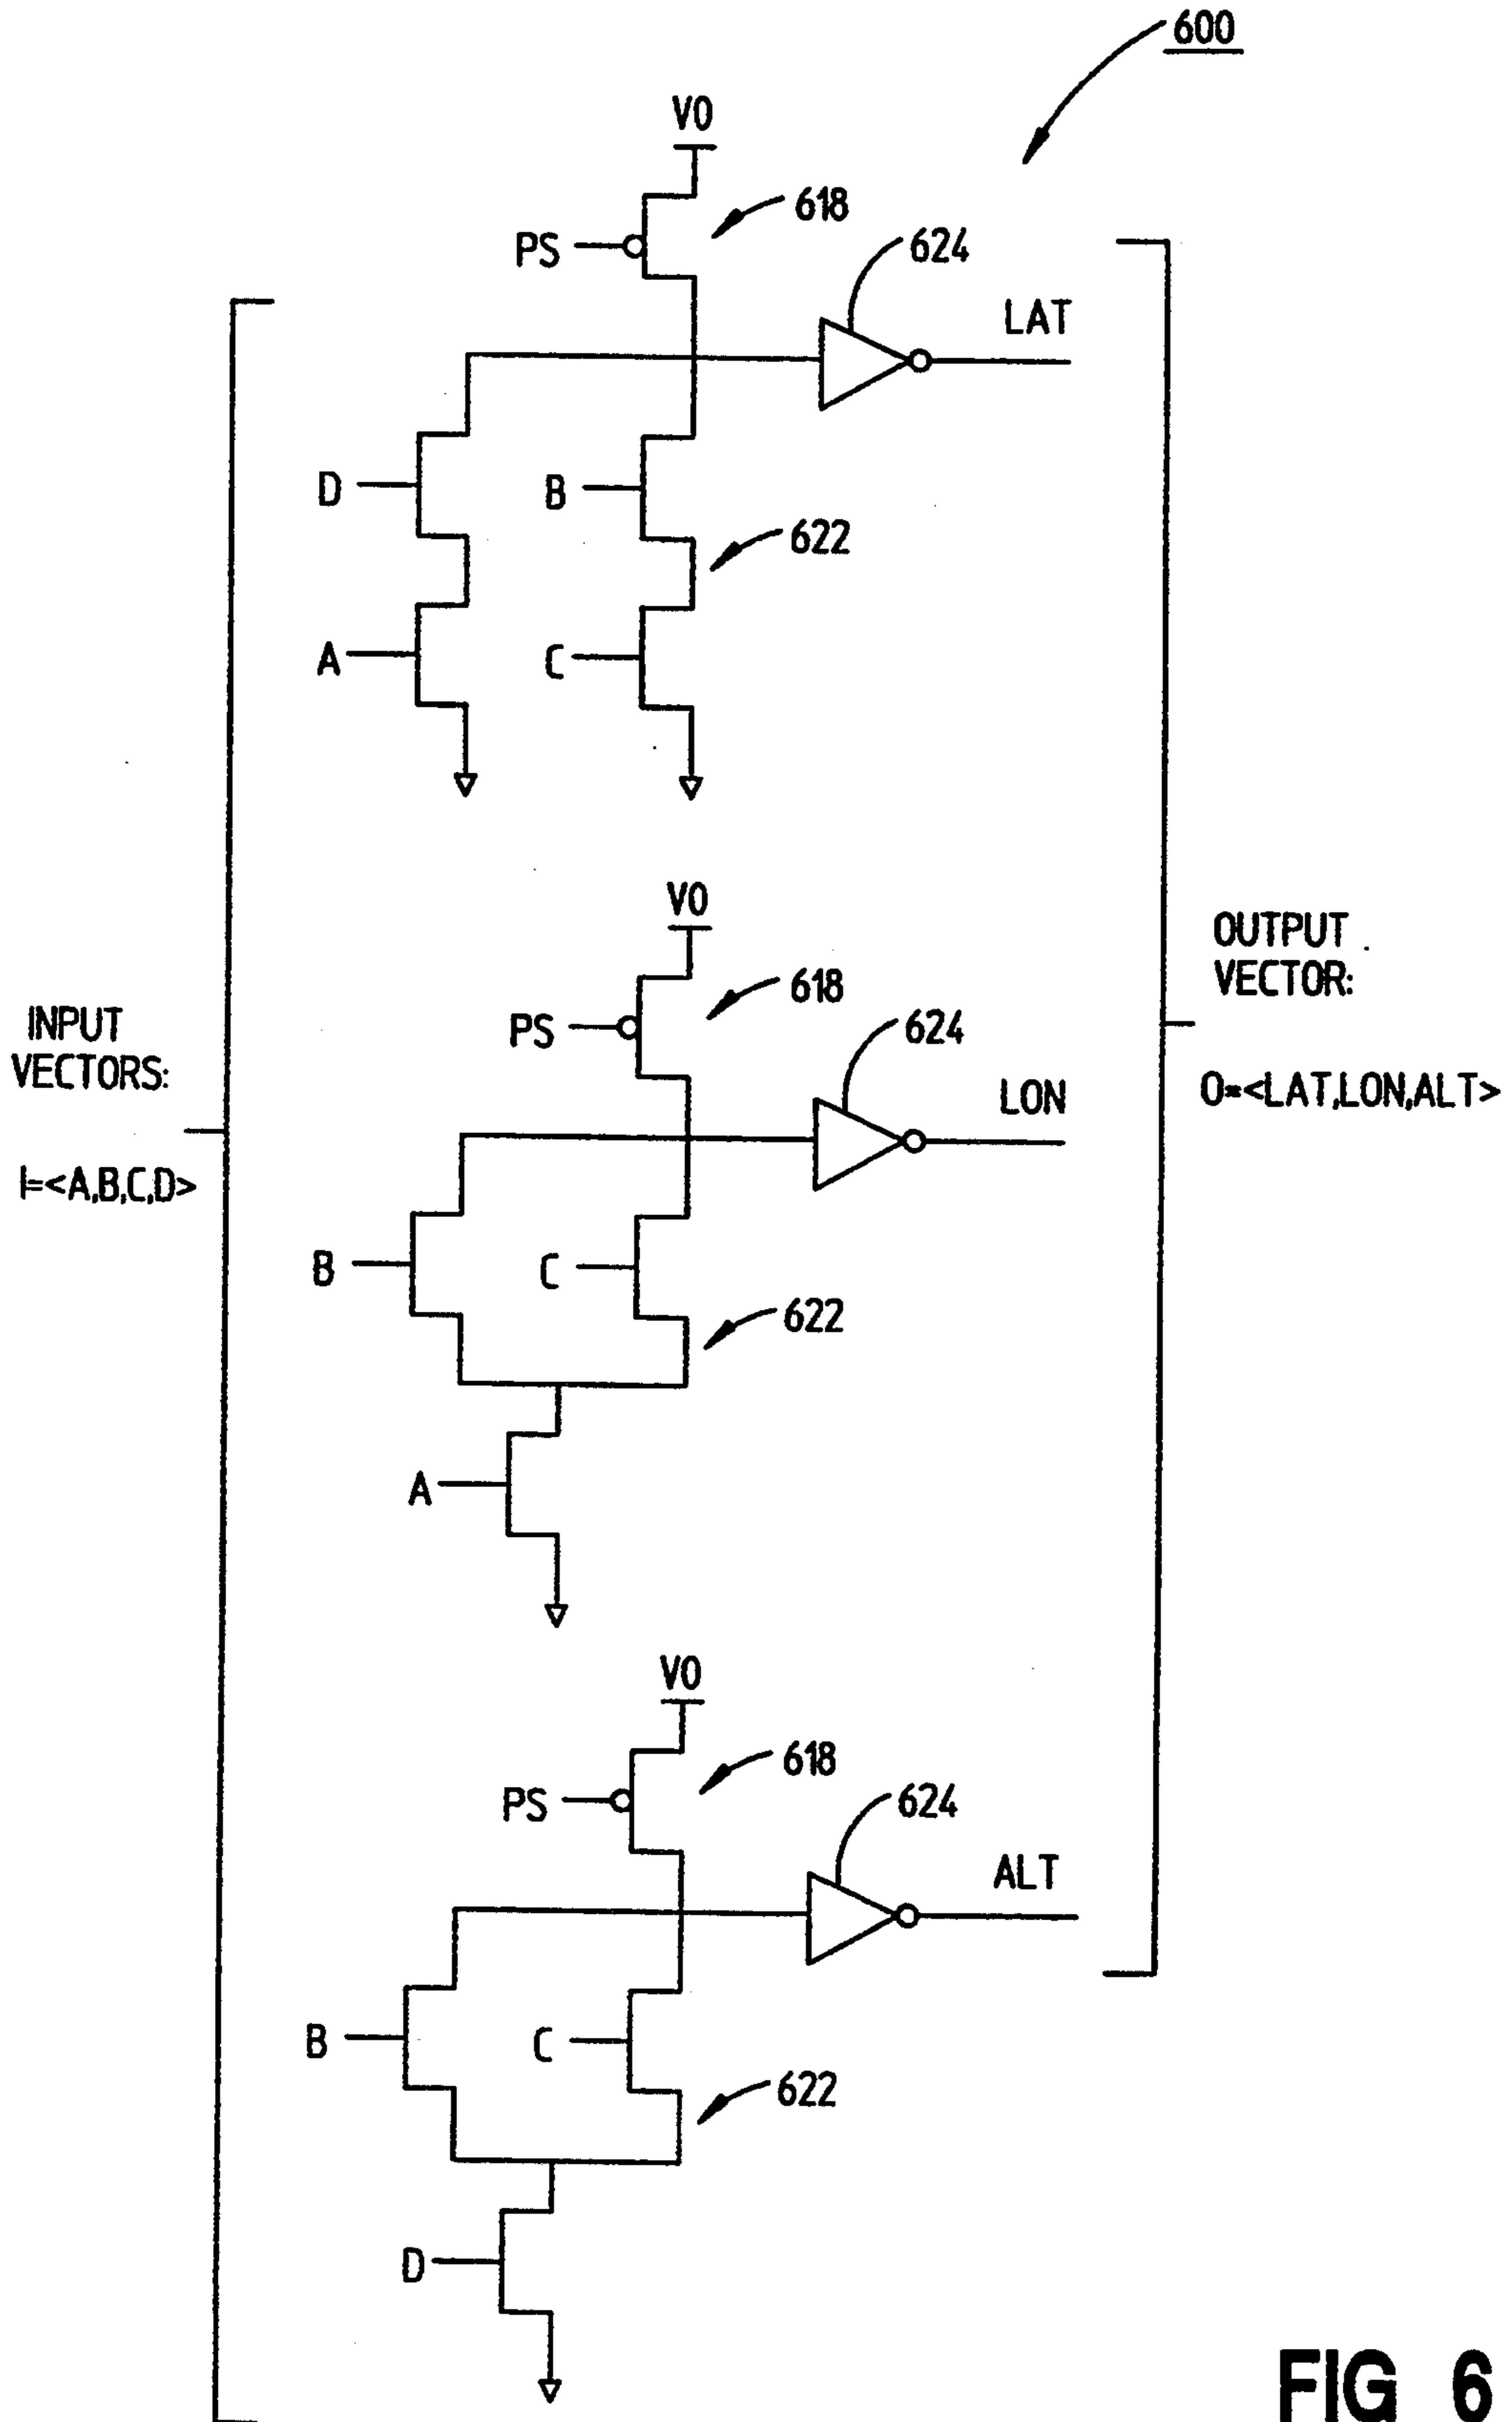 600
V0
618
PS
624
LAT
D
B
622
A
C
V0
618
PS
624
LON
OUTPUT
VECTOR:
O=<LAT,LON,ALT>
INPUT
VECTORS:
I=<A,B,C,D>
B
C
622
A
V0
618
PS
624
ALT
B
C
622
D
FIG 6